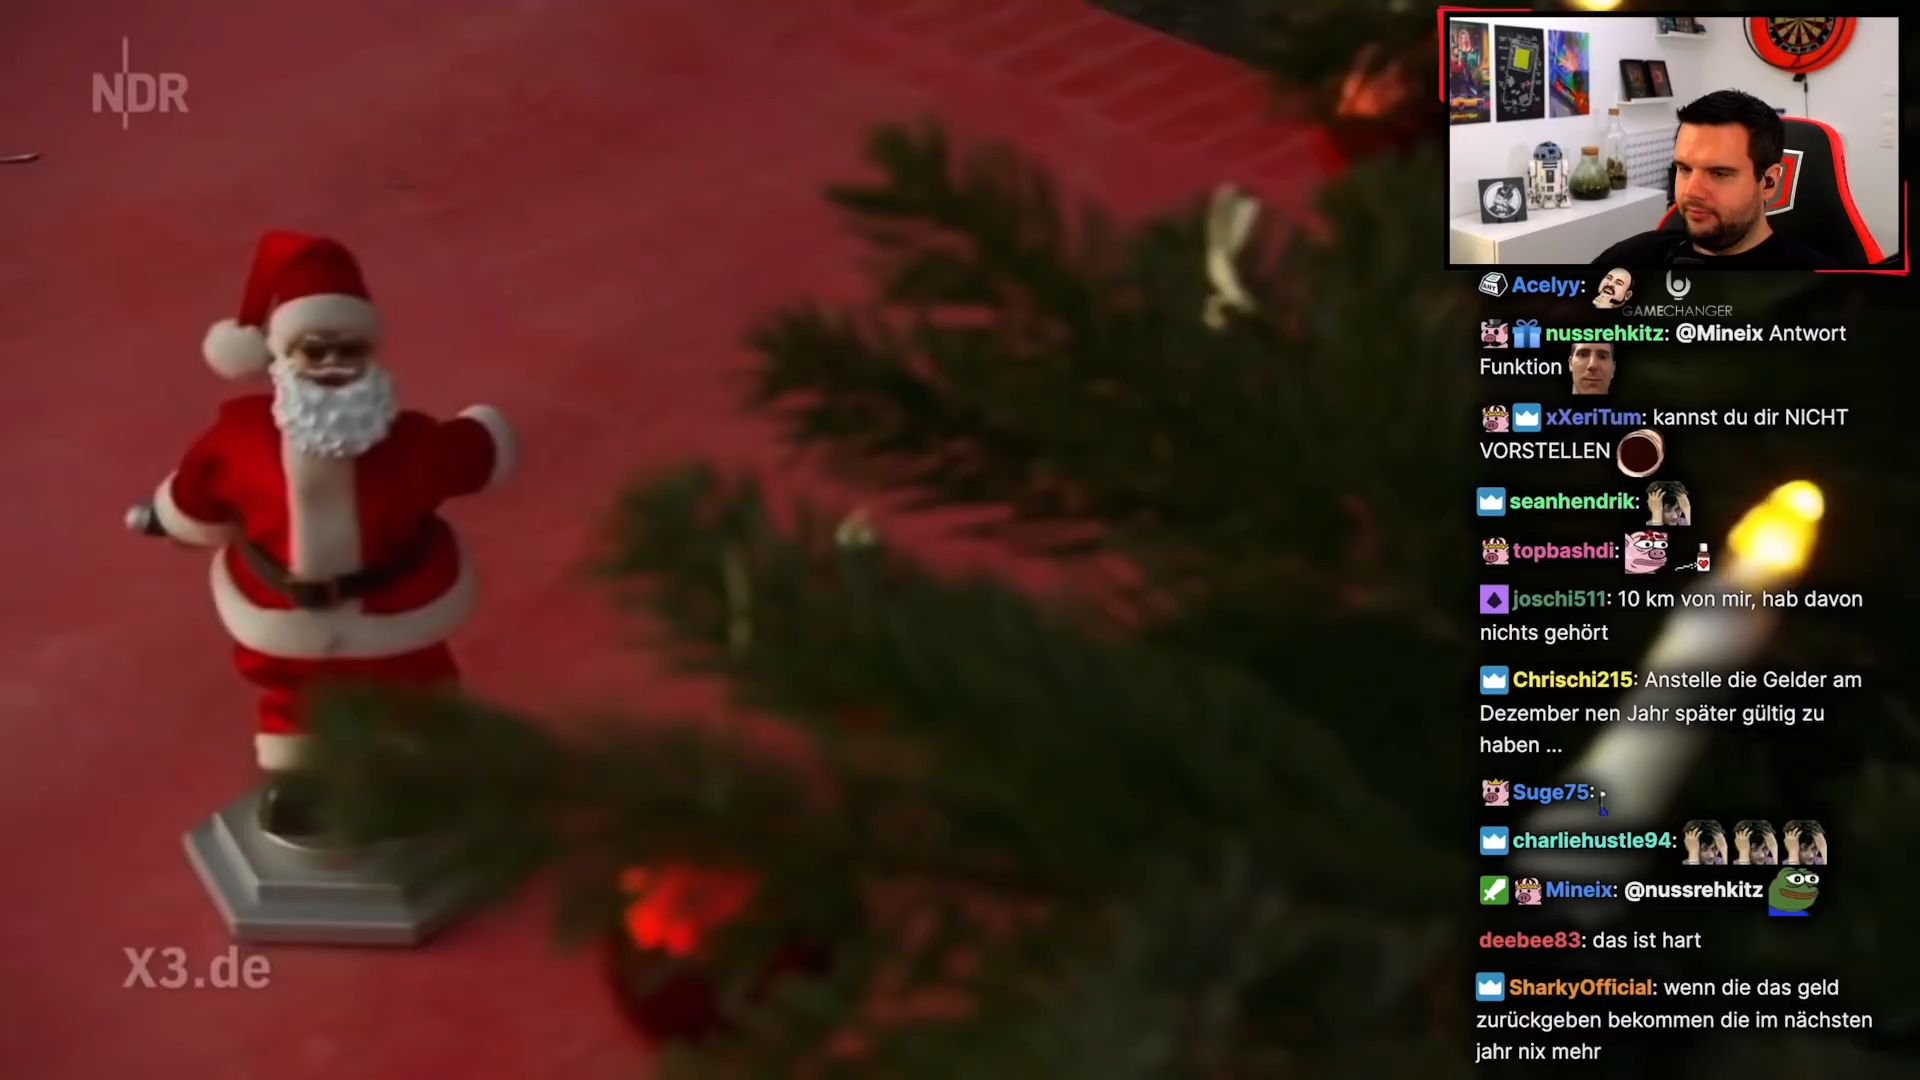 NDR
Acelyy:
GAMECHANGER
nussrehkitz: @Mineix Antwort
Funktion
xXeriTum: kannst du dir NICHT
VORSTELLEN
seanhendrik:
topbashdi:
joschi511: 10 km von mir, hab davon
nichts gehört
Chrischi215: Anstelle die Gelder am
Dezember nen Jahr später gültig zu
haben ...
Suge75:
charliehustle94:
Mineix: @nussrehkitz
deebee83: das ist hart
SharkyOfficial: wenn die das geld
zurückgeben bekommen die im nächsten
jahr nix mehr
X3.de